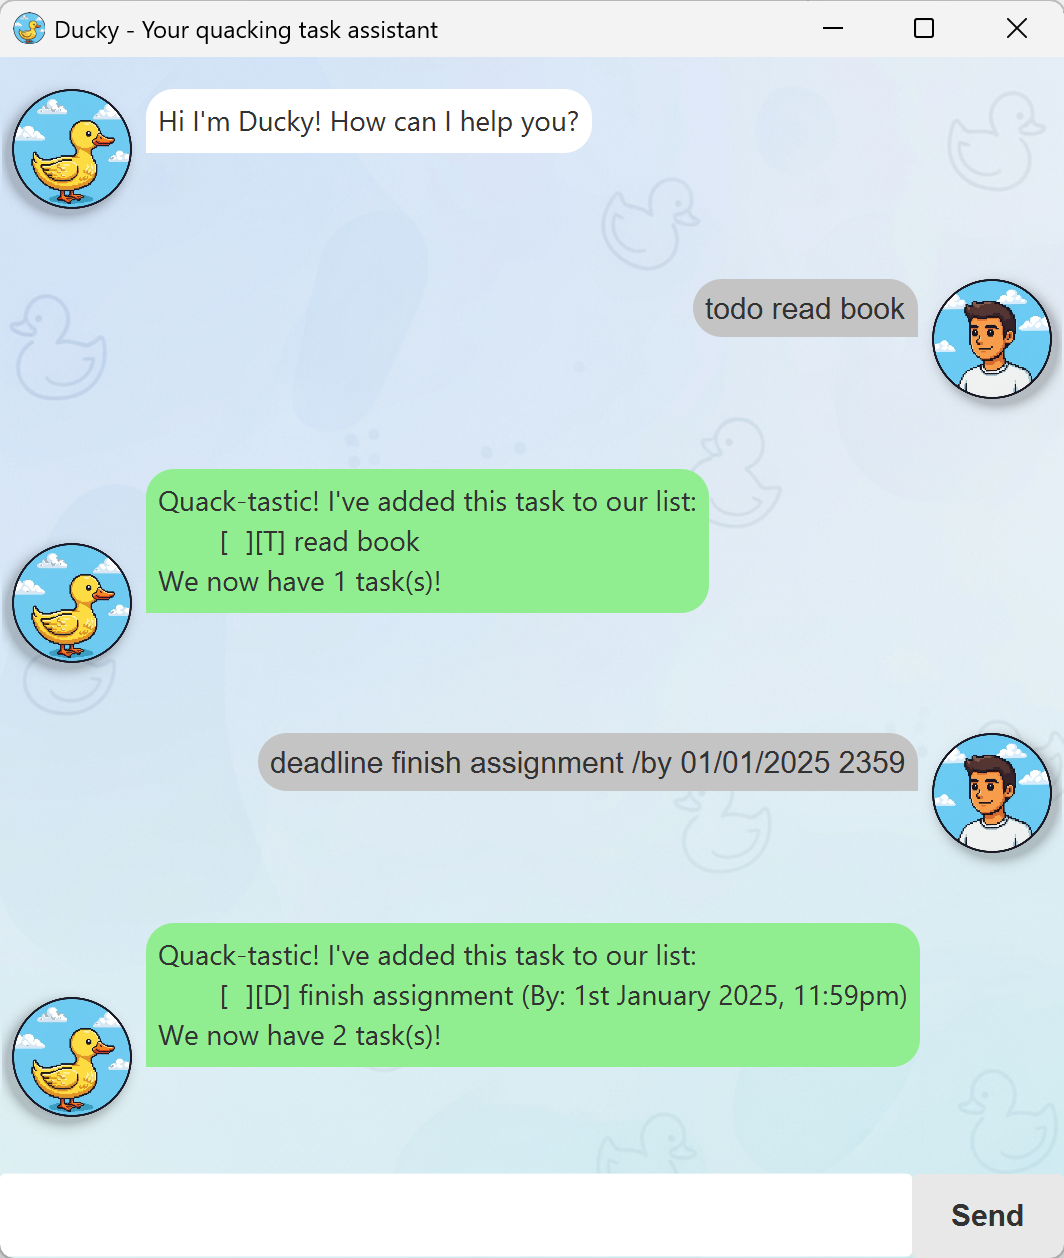 Ducky - Your quacking task assistant
Hi I'm Ducky! How can I help you?
todo read book
Quack-tastic! I've added this task to our list:
[  ][T] read book
We now have 1 task(s)!
deadline finish assignment /by 01/01/2025 2359
Quack-tastic! I've added this task to our list:
[  ][D] finish assignment (By: 1st January 2025, 11:59pm)
We now have 2 task(s)!
Send